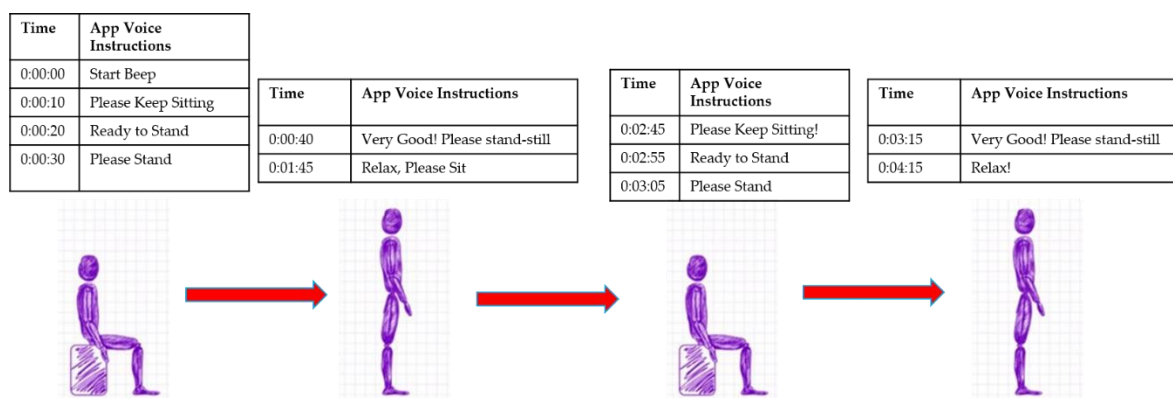 Time App Voice
Instructions
0:00:00 Start Beep
0:00:10 Please Keep Sitting
0:00:20 Ready to Stand
0:00:30 Please Stand
Time App Voice Instructions
0:00:40 Very Good! Please stand-still
0:01:45 Relax, Please Sit
Time App Voice
Instructions
0:02:45 Please Keep Sitting!
0:02:55 Ready to Stand
0:03:05 Please Stand
Time App Voice Instructions
0:03:15 Very Good! Please stand-still
0:04:15 Relax!